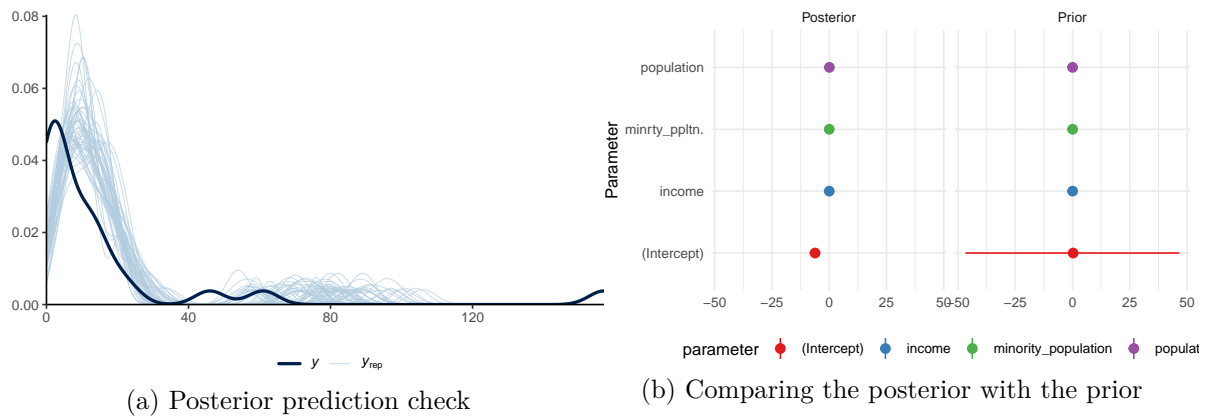 0.08
0.06
0.04
0.02
0.00
0 40 80 120
y y rep
(a) Posterior prediction check
Posterior Prior
Parameter
population
minrty_ppltn.
income
(Intercept)
−50 −25 0 25 50 −50 −25 0 25 50
parameter (Intercept) income minority_population populat
(b) Comparing the posterior with the prior